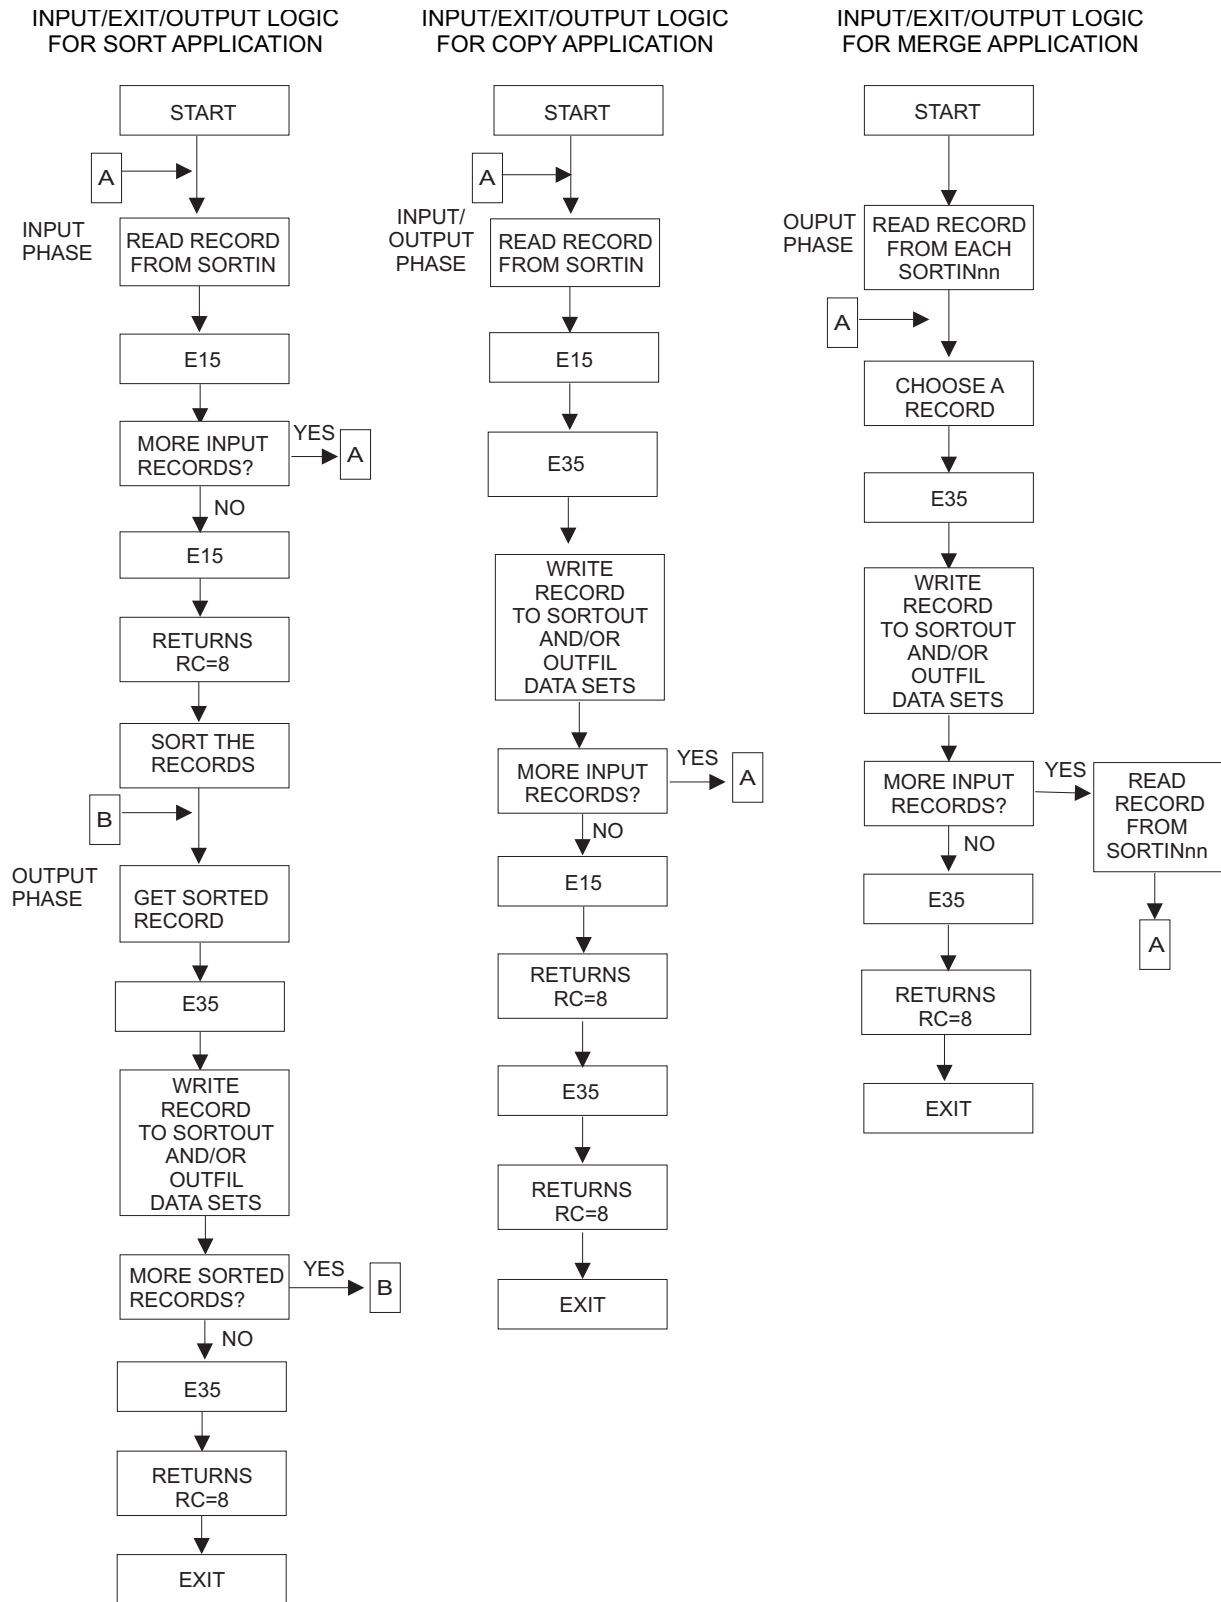 INPUT/EXIT/OUTPUT LOGIC
FOR SORT APPLICATION
START
A
INPUT
PHASE
READ RECORD
FROM SORTIN
E15
MORE INPUT
RECORDS?
YES
A
NO
E15
RETURNS
RC=8
SORT THE
RECORDS
B
OUTPUT
PHASE
GET SORTED
RECORD
E35
WRITE
RECORD
TO SORTOUT
AND/OR
OUTFIL
DATA SETS
MORE SORTED
RECORDS?
YES
B
NO
E35
RETURNS
RC=8
EXIT
INPUT/EXIT/OUTPUT LOGIC
FOR COPY APPLICATION
START
A
INPUT/
OUTPUT
PHASE
READ RECORD
FROM SORTIN
E15
E35
WRITE
RECORD
TO SORTOUT
AND/OR
OUTFIL
DATA SETS
MORE INPUT
RECORDS?
YES
A
NO
E15
RETURNS
RC=8
E35
RETURNS
RC=8
EXIT
INPUT/EXIT/OUTPUT LOGIC
FOR MERGE APPLICATION
START
OUPUT
PHASE
READ RECORD
FROM EACH
SORTINnn
A
CHOOSE A
RECORD
E35
WRITE
RECORD
TO SORTOUT
AND/OR
OUTFIL
DATA SETS
MORE INPUT
RECORDS?
YES
READ
RECORD
FROM
SORTINnn
A
NO
E35
RETURNS
RC=8
EXIT